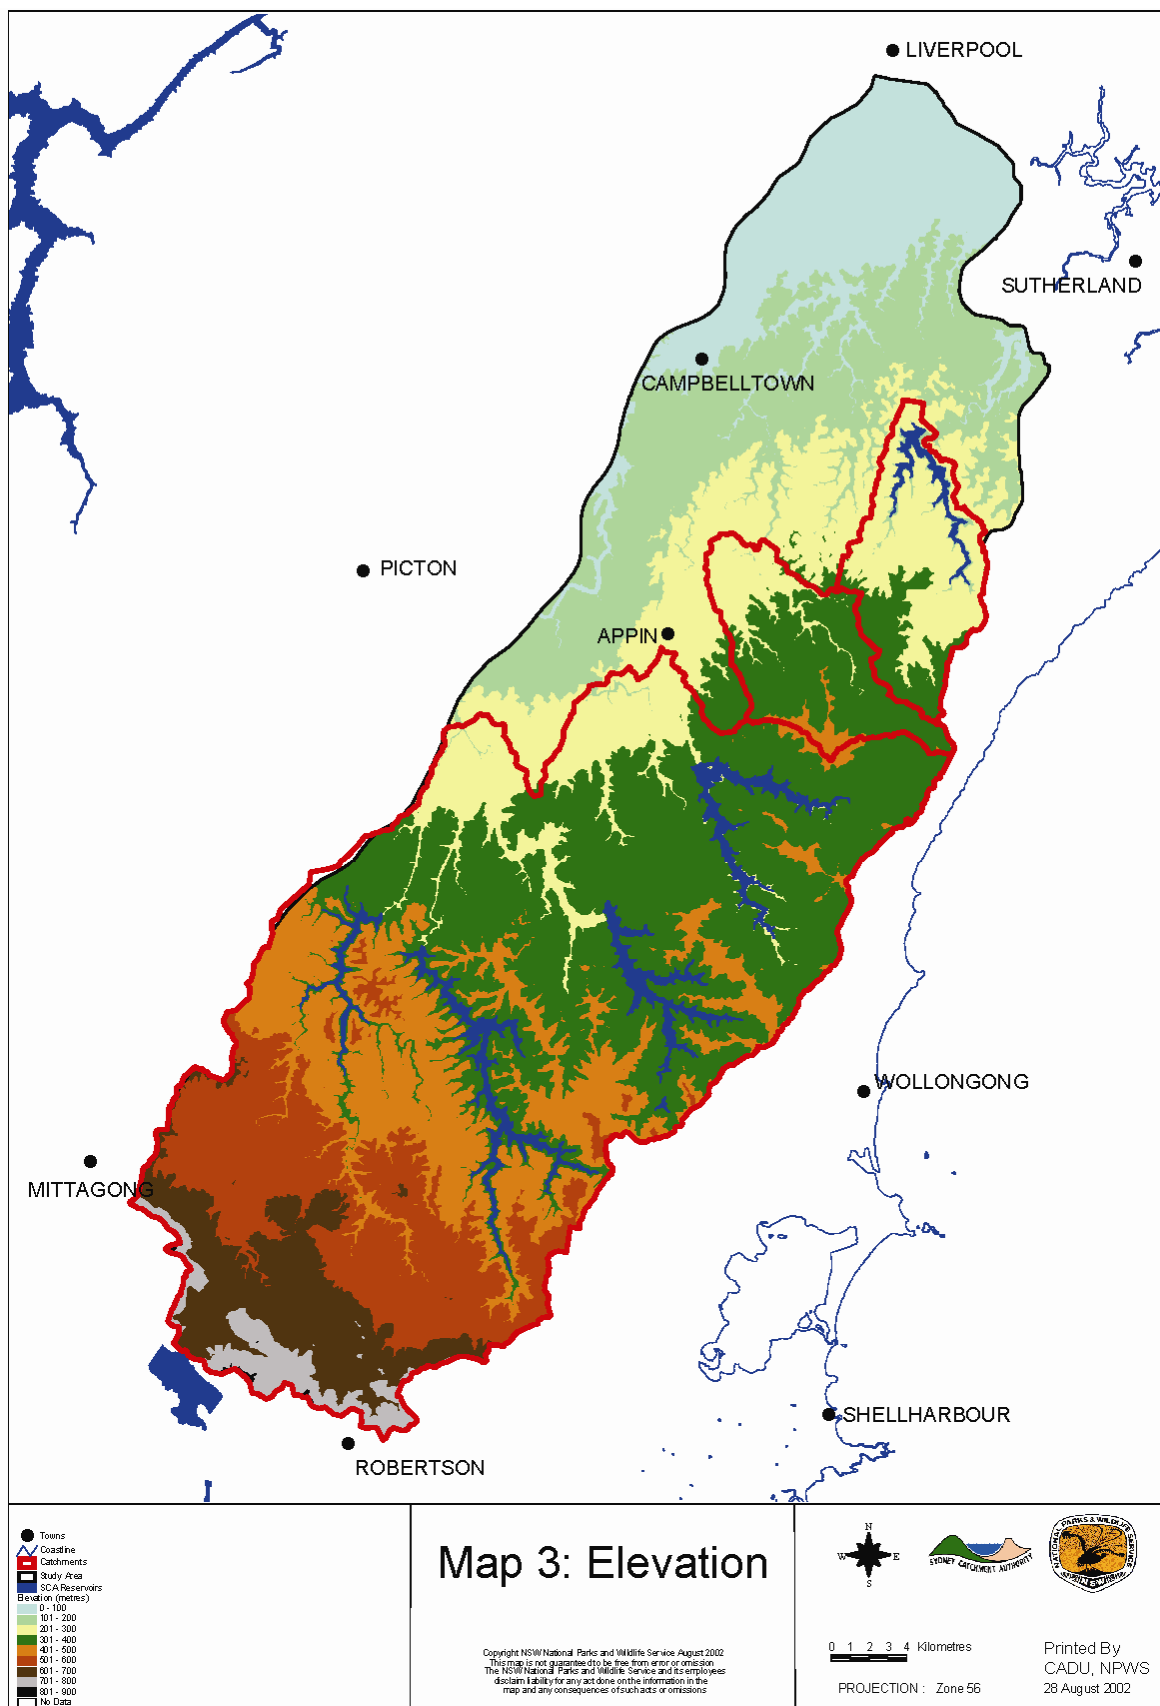 LIVERPOOL
SUTHERLAND
CAMPBELLTOWN
PICTON
APPIN
WOLLONGONG
MITTAGONG
SHELLHARBOUR
ROBERTSON
Towns
Coastline
Catchments
Study Area
SCA Reservoirs
Elevation (metres)
0 - 100
101 - 200
201 - 300
301 - 400
401 - 500
501 - 600
601 - 700
701 - 800
801 - 900
No Data
Map 3: Elevation
Copyright NSW National Parks and Wildlife Service August 2002
This map is not guaranteed to be free from error or omission
The NSW National Parks and Wildlife Service and its employees
disclaim liability for any act done on the information in the
map and any consequences of such acts or omissions
N
W E
S
SYDNEY CATCHMENT AUTHORITY
NATIONAL PARKS & WILDLIFE SERVICE
0 1 2 3 4 Kilometres
PROJECTION : Zone 56
Printed By
CADU, NPWS
28 August 2002